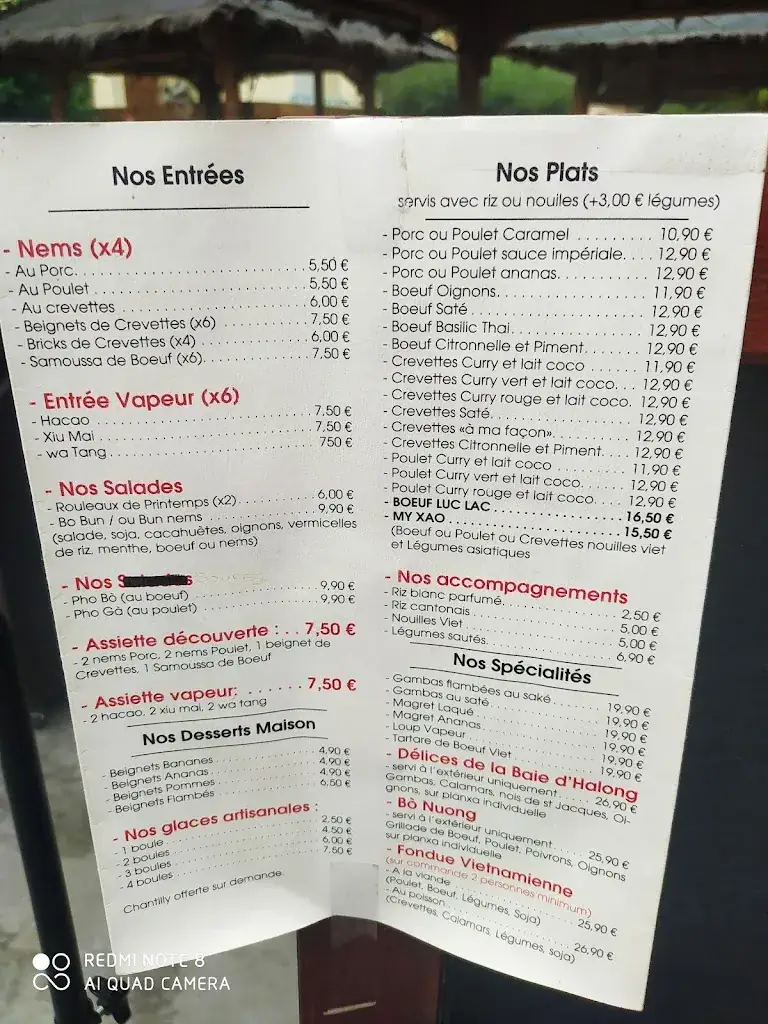 Nos Entrées
- Nems (x4)
- Au Porc. 5,50 €
- Au Poulet 5,50 €
- Au crevettes 6,00 €
- Beignets de Crevettes (x6) 7,50 €
- Bricks de Crevettes (x4) 6,00 €
- Samoussa de Boeuf (x6). 7,50 €
- Entrée Vapeur (x6)
- Hacao 7,50 €
- Xiu Mai 7,50 €
- wa Tang 750 €
- Nos Salades
- Rouleaux de Printemps (x2) 6,00 €
- Bo Bun / ou Bun nems 9,90 €
(salade, soja, cacahuètes, oignons, vermicelles
de riz, menthe, boeuf ou nems)
- Nos
- Pho Bò (au boeuf) 9,90 €
- Pho Gà (au poulet) 9,90 €
- Assiette découverte : 7,50 €
- 2 nems Porc, 2 nems Poulet, 1 beignet de
Crevettes, 1 Samoussa de Boeuf
- Assiette vapeur: 7,50 €
- 2 hacao, 2 xiu mai, 2 wa tang
Nos Desserts Maison
- Beignets Bananes 4,90 €
- Beignets Ananas 4,90 €
- Beignets Pommes 4,90 €
- Beignets Flambés 6,50 €
- Nos glaces artisanales :
- 1 boule 2,50 €
- 2 boules 4,50 €
- 3 boules 6,00 €
- 4 boules 7,50 €
Chantilly offerte sur demande
Nos Plats
servis avec riz ou nouiles (+3,00 € légumes)
- Porc ou Poulet Caramel 10,90 €
- Porc ou Poulet sauce impériale. 12,90 €
- Porc ou Poulet ananas. 12,90 €
- Boeuf Oignons. 11,90 €
- Boeuf Saté 12,90 €
- Boeuf Basilic Thai. 12,90 €
- Boeuf Citronnelle et Piment. 12,90 €
- Crevettes Curry et lait coco 11,90 €
- Crevettes Curry vert et lait coco. 12,90 €
- Crevettes Curry rouge et lait coco. 12,90 €
- Crevettes Saté. 12,90 €
- Crevettes «à ma façon». 12,90 €
- Crevettes Citronnelle et Piment. 12,90 €
- Poulet Curry et lait coco 11,90 €
- Poulet Curry vert et lait coco. 12,90 €
- Poulet Curry rouge et lait coco. 12,90 €
- BOEUF LUC LAC 16,50 €
- MY XAO 15,50 €
(Boeuf ou Poulet ou Crevettes nouilles viet
et Légumes asiatiques
- Nos accompagnements
- Riz blanc parfumé. 2,50 €
- Riz cantonais 5,00 €
- Nouilles Viet 5,00 €
- Légumes sautés. 6,90 €
Nos Spécialités
- Gambas flambées au saké 19,90 €
- Gambas au saté 19,90 €
- Magret Laqué 19,90 €
- Magret Ananas 19,90 €
- Loup Vapeur 19,90 €
- Tartare de Boeuf Viet 19,90 €
- Délices de la Baie d'Halong
- servi à l'extérieur uniquement. 26,90 €
Gambas, Calamars, nois de st Jacques, Oi-
gnons, sur planxa individuelle
- Bò Nuong
- servi à l'extérieur uniquement. 25,90 €
Grillade de Boeuf, Poulet, Poivrons, Oignons
sur planxa individuelle
- Fondue Vietnamienne
(sur commande 2 personnes minimum)
- A la viande 25,90 €
(Poulet, Boeuf, Légumes, Soja)
- Au poisson 26,90 €
(Crevettes, Calamars, Légumes, soja)
REDMI NOTE 8
AI QUAD CAMERA